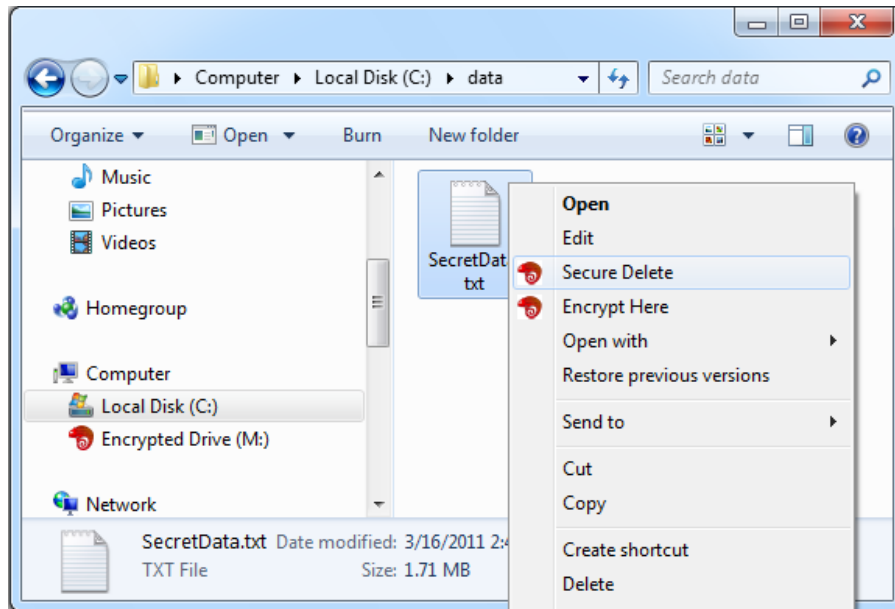 Computer Local Disk (C:) data Search data
Organize Open Burn New folder
Music
Pictures
Videos
Homegroup
Computer
Local Disk (C:)
Encrypted Drive (M:)
Network
SecretDat
txt
Open
Edit
Secure Delete
Encrypt Here
Open with
Restore previous versions
Send to
Cut
Copy
Create shortcut
Delete
SecretData.txt Date modified: 3/16/2011 2:4
TXT File Size: 1.71 MB